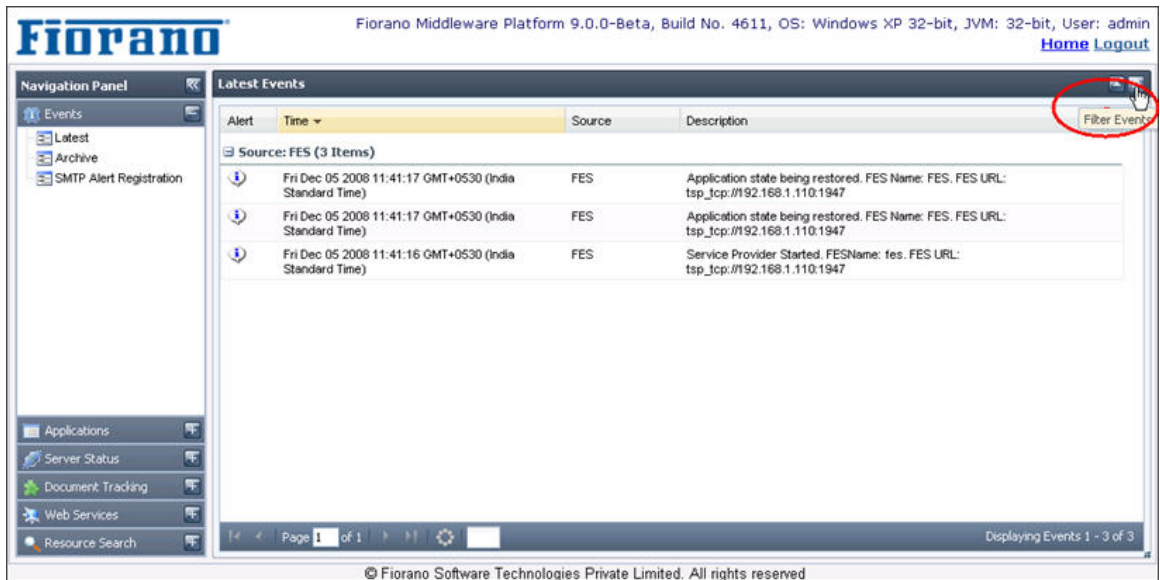 Fiorano
Fiorano Middleware Platform 9.0.0-Beta, Build No. 4611, OS: Windows XP 32-bit, JVM: 32-bit, User: admin
Home Logout
Navigation Panel
Latest Events
Events
Latest
Archive
SMTP Alert Registration
Alert Time Source Description
Filter Events
Source: FES (3 Items)
Fri Dec 05 2008 11:41:17 GMT+0530 (India Standard Time) FES Application state being restored. FES Name: FES. FES URL:
tsp_tcp://192.168.1.110:1947
Fri Dec 05 2008 11:41:17 GMT+0530 (India Standard Time) FES Application state being restored. FES Name: FES. FES URL:
tsp_tcp://192.168.1.110:1947
Fri Dec 05 2008 11:41:16 GMT+0530 (India Standard Time) FES Service Provider Started. FESName: fes. FES URL:
tsp_tcp://192.168.1.110:1947
Applications
Server Status
Document Tracking
Web Services
Resource Search
Page 1 of 1
Displaying Events 1 - 3 of 3
© Fiorano Software Technologies Private Limited. All rights reserved